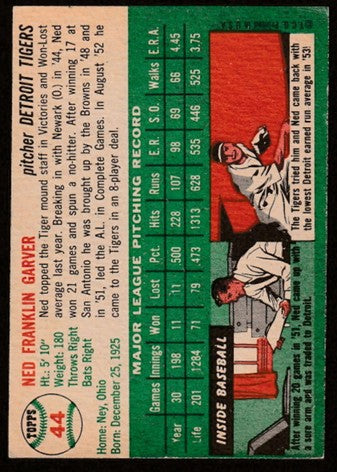 TOPPS
44
NED FRANKLIN GARVER
pitcher DETROIT TIGERS
Ht.: 5' 10"
Weight: 180
Throws Right
Bats Right
Home: Ney, Ohio
Born: December 25, 1925
Ned topped the Tiger mound staff in Victories and Won-Lost
average last year. Breaking in with Newark (O.) in '44, Ned
won 21 games and spun a no-hitter. After winning 17 at
San Antonio he was brought up by the Browns in '48 and
in '51, led the A.L. in Complete Games. In August '52 he
came to the Tigers in an 8-player deal.
©T.C.G. Printed in U.S.A.
MAJOR LEAGUE PITCHING RECORD
Games Innings Won Lost Pct. Hits Runs E.R. S.O. Walks E.R.A.
Year 30 198 11 11 .500 228 107 98 69 66 4.45
Life 201 1284 71 79 .473 1313 628 535 446 525 3.75
INSIDE BASEBALL
After winning 20 games in '51, Ned came up with
a sore arm and was traded to Detroit.
The Tigers tried him and Ned came back with
the lowest Detroit earned run average in '53!